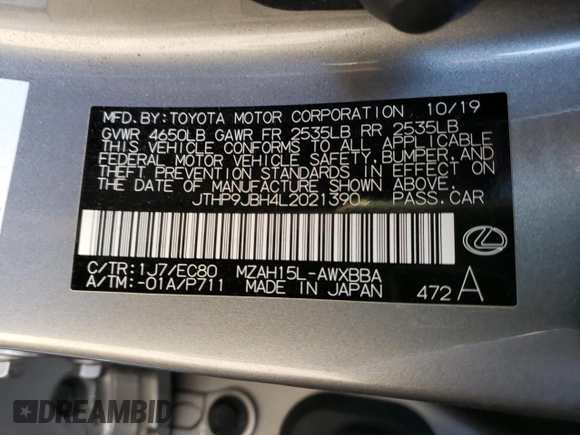 MFD. BY: TOYOTA MOTOR CORPORATION 10/19
GVWR 4650LB GAWR FR 2535LB RR 2535LB
THIS VEHICLE CONFORMS TO ALL APPLICABLE
FEDERAL MOTOR VEHICLE SAFETY, BUMPER, AND
THEFT PREVENTION STANDARDS IN EFFECT ON
THE DATE OF MANUFACTURE SHOWN ABOVE.
JTHP9JBH4L2021390 PASS.CAR
C/TR: 1J7/EC80 MZAH15L-AWXBBA
A/TM: -01A/P711 MADE IN JAPAN 472 A
DREAMBID